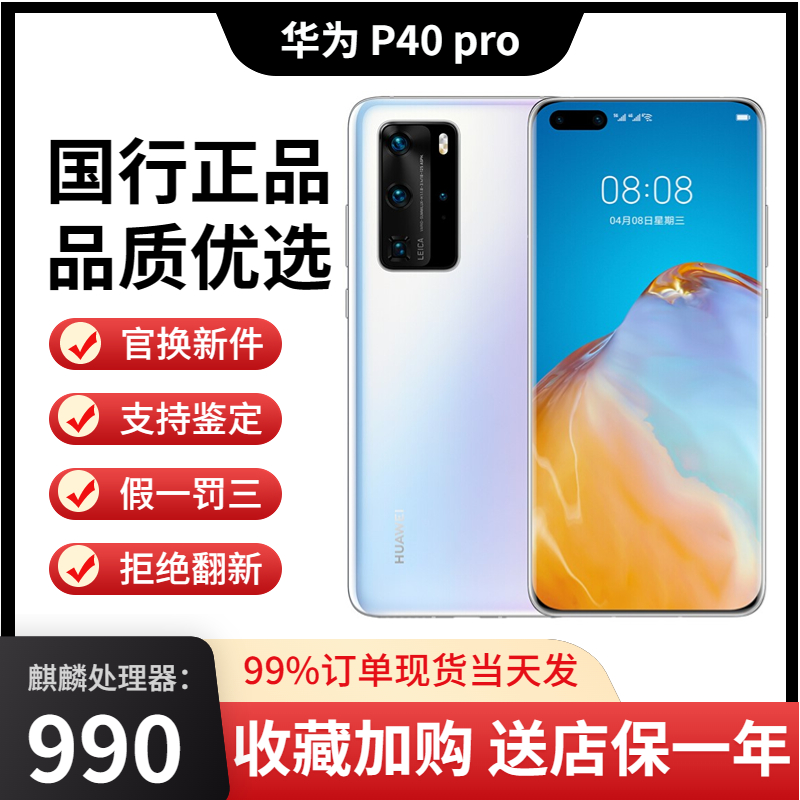 华为 P40 pro
国行正品
品质优选
官换新件
支持鉴定
假一罚三
拒绝翻新
LEICA
HUAWEI
08:08
04月08日星期三
99%订单现货当天发
麒麟处理器：
990
收藏加购 送店保一年